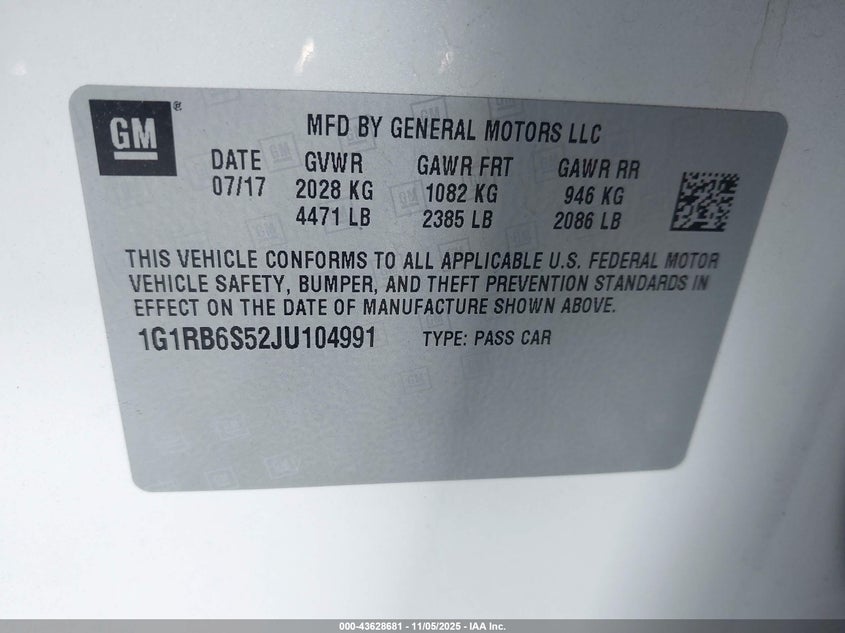 GM®
MFD BY GENERAL MOTORS LLC
DATE GVWR GAWR FRT GAWR RR
07/17 2028 KG 1082 KG 946 KG
4471 LB 2385 LB 2086 LB
THIS VEHICLE CONFORMS TO ALL APPLICABLE U.S. FEDERAL MOTOR
VEHICLE SAFETY, BUMPER, AND THEFT PREVENTION STANDARDS IN
EFFECT ON THE DATE OF MANUFACTURE SHOWN ABOVE.
1G1RB6S52JU104991 TYPE: PASS CAR
000-43628681 - 11/05/2025 - IAA Inc.